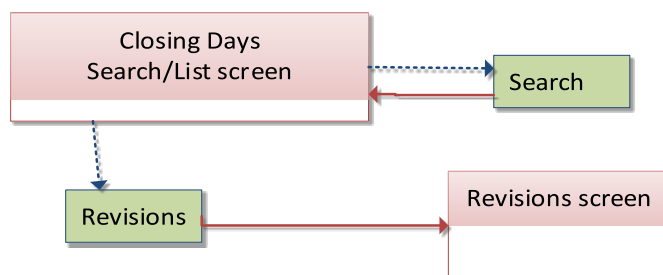 Closing Days
Search/List screen
Search
Revisions
Revisions screen